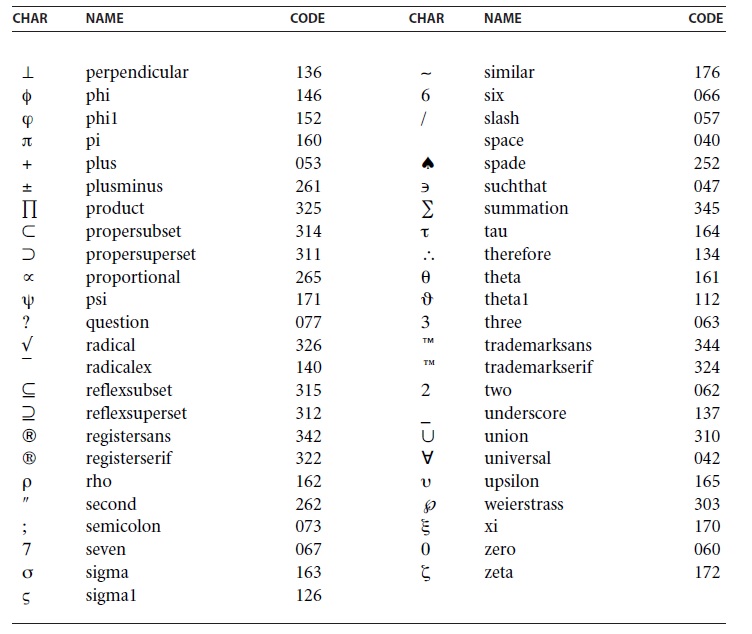 CHAR NAME CODE CHAR NAME CODE
⊥ perpendicular 136 ∼ similar 176
ϕ phi 146 6 six 066
φ phi1 152 / slash 057
π pi 160 space 040
+ plus 053 ♠ spade 252
± plusminus 261 ∋ suchthat 047
∏ product 325 ∑ summation 345
⊂ propersubset 314 τ tau 164
⊃ propersuperset 311 ∴ therefore 134
∝ proportional 265 θ theta 161
ψ psi 171 ϑ theta1 112
? question 077 3 three 063
√ radical 326 ™ trademarksans 344
‾ radicalex 140 ™ trademarkserif 324
⊆ reflexsubset 315 2 two 062
⊇ reflexsuperset 312 _ underscore 137
® registersans 342 ∪ union 310
® registerserif 322 ∀ universal 042
ρ rho 162 υ upsilon 165
″ second 262 ℘ weierstrass 303
; semicolon 073 ξ xi 170
7 seven 067 0 zero 060
σ sigma 163 ζ zeta 172
ς sigma1 126